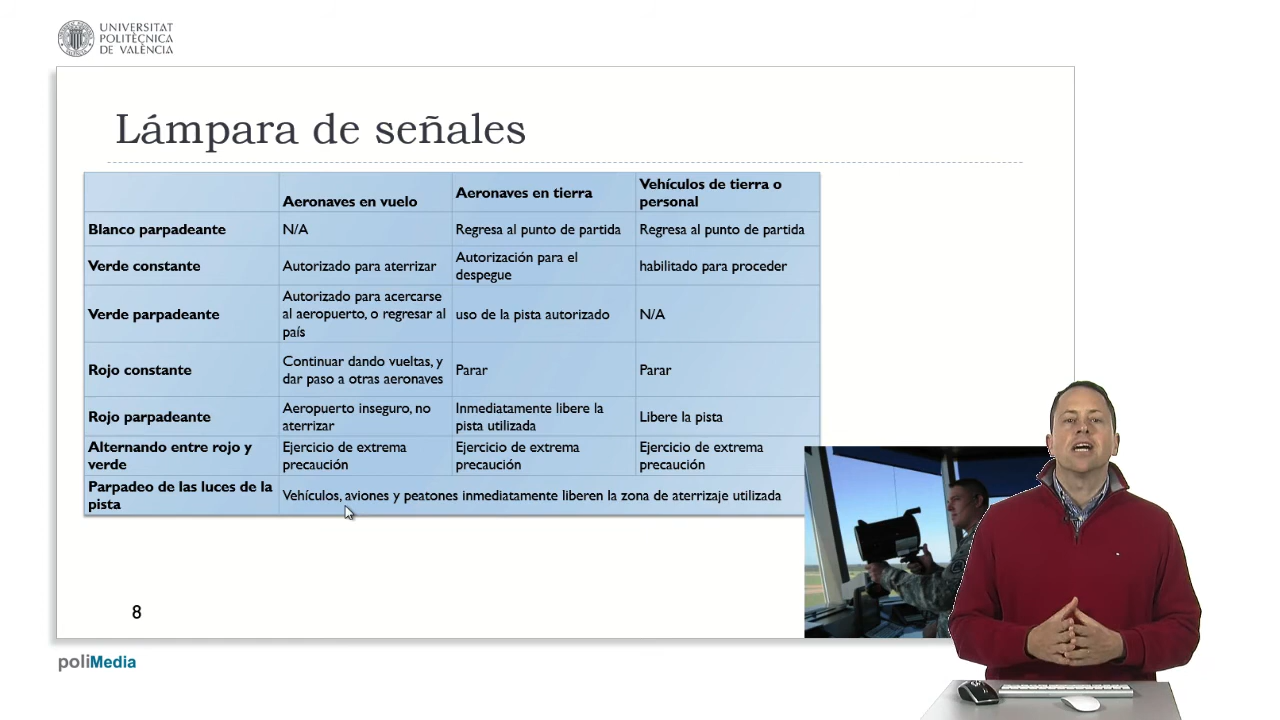 UNIVERSITAT
POLITÈCNICA
DE VALÈNCIA
Lámpara de señales
Aeronaves en vuelo
Aeronaves en tierra
Vehículos de tierra o
personal
Blanco parpadeante
N/A
Regresa al punto de partida
Regresa al punto de partida
Verde constante
Autorizado para aterrizar
Autorización para el
despegue
habilitado para proceder
Verde parpadeante
Autorizado para acercarse
al aeropuerto, o regresar al
país
uso de la pista autorizado
N/A
Rojo constante
Continuar dando vueltas, y
dar paso a otras aeronaves
Parar
Parar
Rojo parpadeante
Aeropuerto inseguro, no
aterrizar
Inmediatamente libere la
pista utilizada
Libere la pista
Alternando entre rojo y
verde
Ejercicio de extrema
precaución
Ejercicio de extrema
precaución
Ejercicio de extrema
precaución
Parpadeo de las luces de la
pista
Vehículos, aviones y peatones inmediatamente liberen la zona de aterrizaje utilizada
8
poliMedia